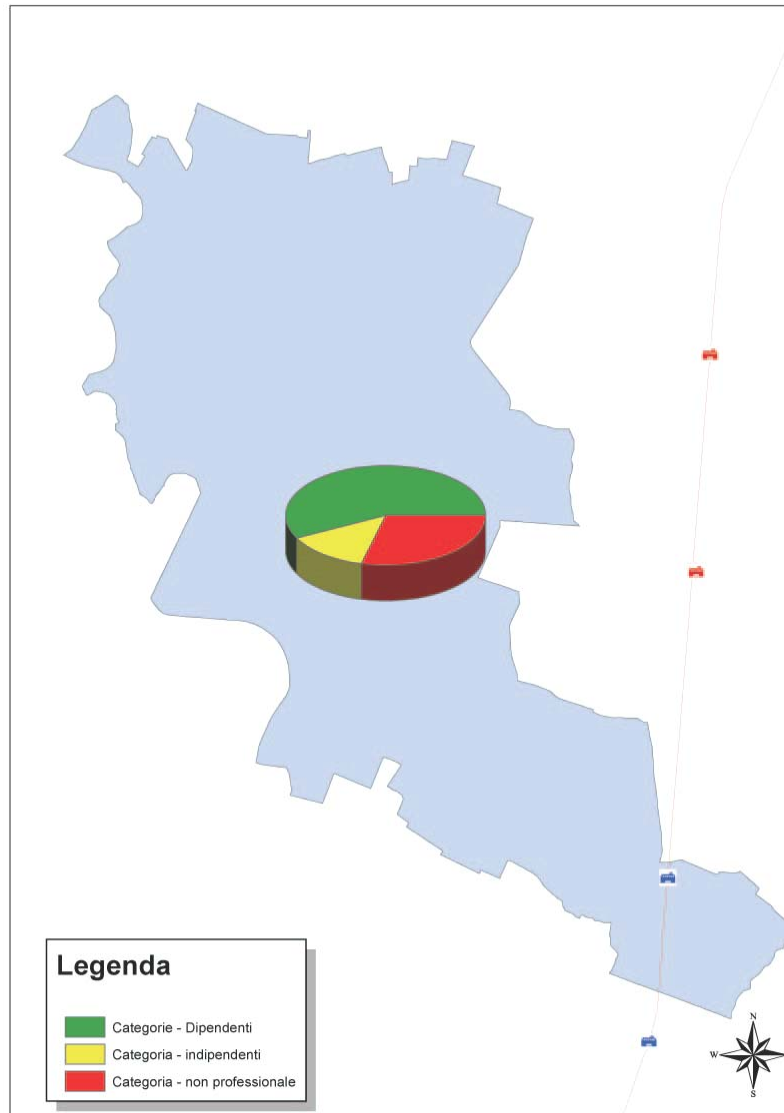 Legenda
Categorie - Dipendenti
Categoria - indipendenti
Categoria - non professionale
N
W
S